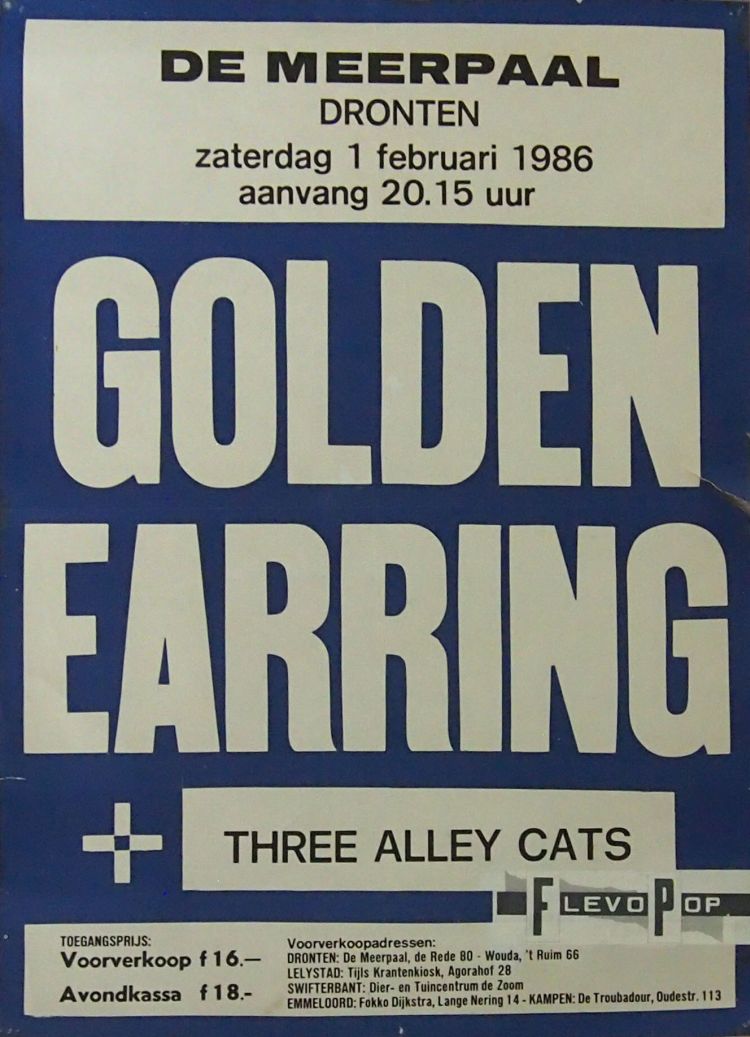 DE MEERPAAL
DRONTEN
zaterdag 1 februari 1986
aanvang 20.15 uur
GOLDEN
EARRING
+ THREE ALLEY CATS
FLEVO POP
TOEGANGSPRIJS:
Voorverkoop f 16.—
Avondkassa f 18.-
Voorverkoopadressen:
DRONTEN: De Meerpaal, de Rede 80 - Wouda, 't Ruim 66
LELYSTAD: Tijls Krantenkiosk, Agorahof 28
SWIFTERBANT: Dier- en Tuincentrum de Zoom
EMMELOORD: Fokko Dijkstra, Lange Nering 14 - KAMPEN: De Troubadour, Oudestr. 113